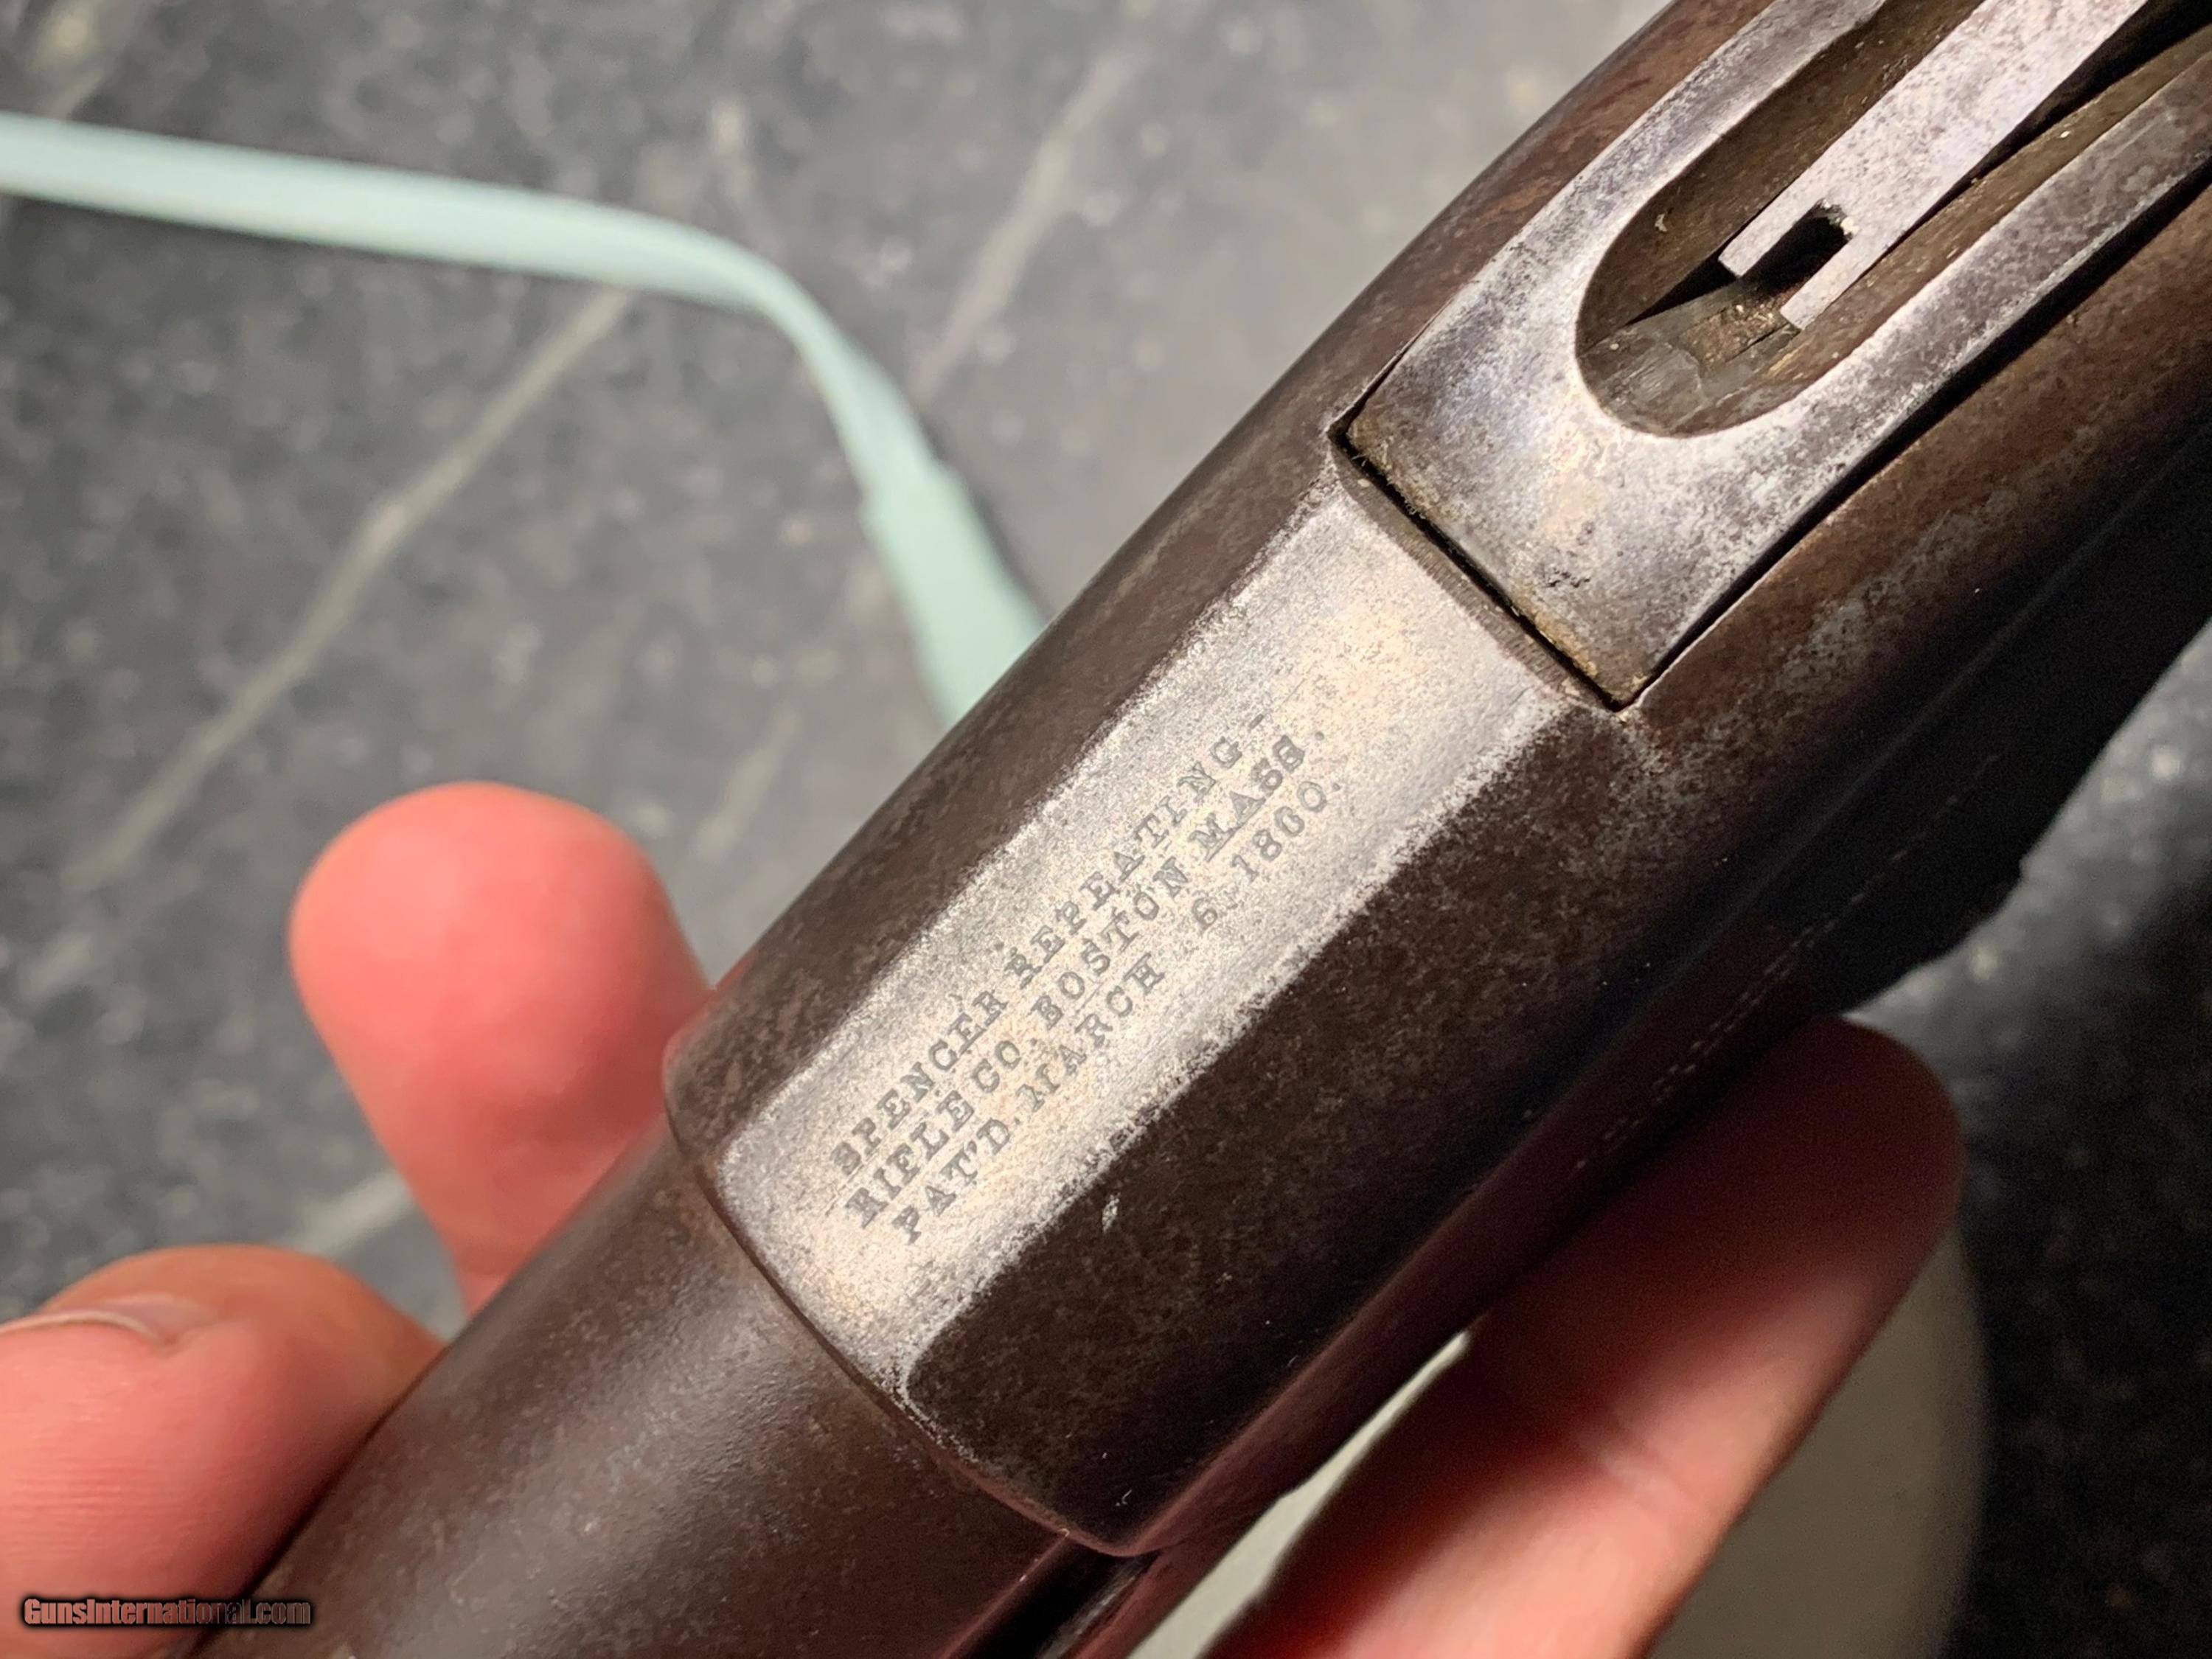 SPENCER REPEATING-
RIFLE CO. BOSTON MASS.
PAT'D. MARCH 6, 1860.
GunsInternational.com